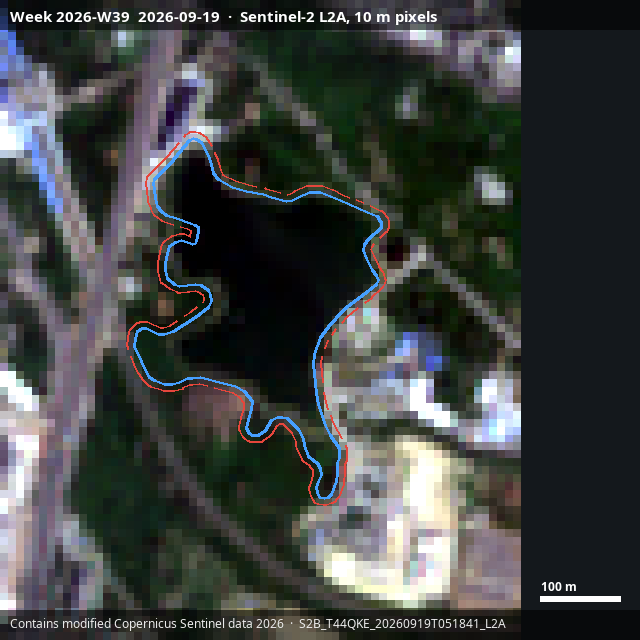 Week 2026-W39 2026-09-19 · Sentinel-2 L2A, 10 m pixels
100 m
Contains modified Copernicus Sentinel data 2026 · S2B_T44QKE_20260919T051841_L2A